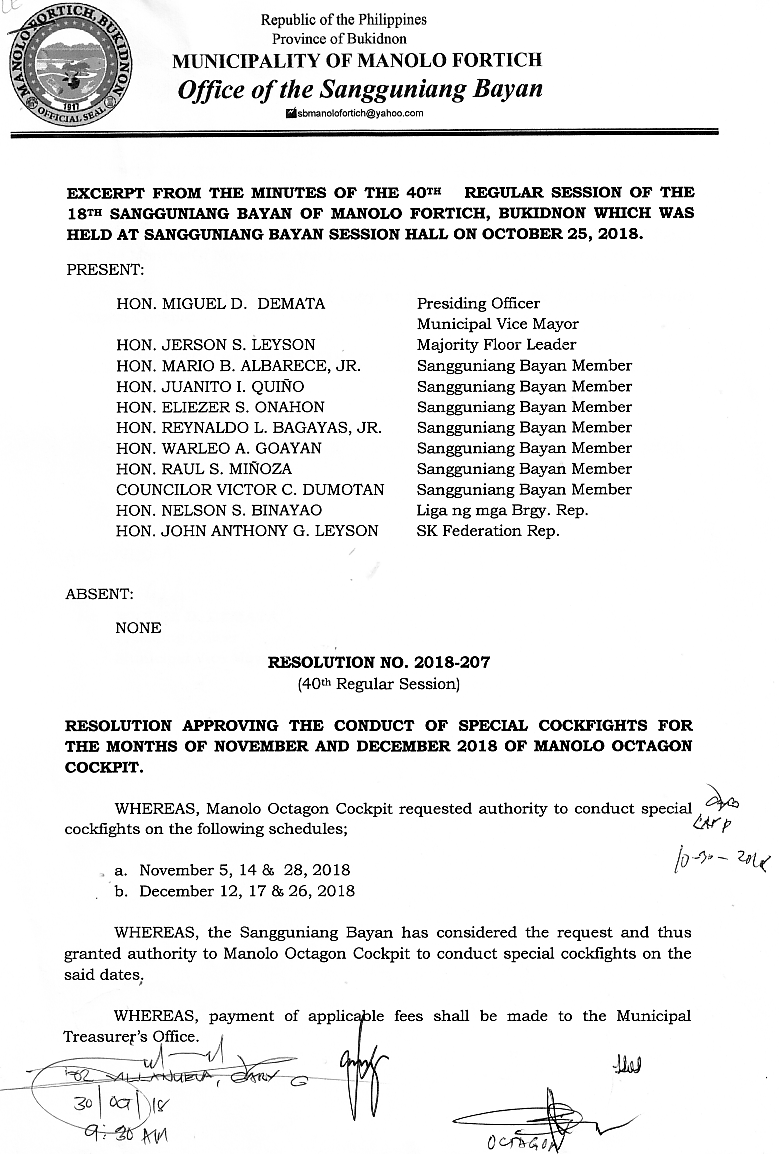 MANOLO FORTICH, BUKIDNON
1917
OFFICIAL SEAL
Republic of the Philippines
Province of Bukidnon
MUNICIPALITY OF MANOLO FORTICH
Office of the Sangguniang Bayan
sbmanolofortich@yahoo.com
EXCERPT FROM THE MINUTES OF THE 40TH REGULAR SESSION OF THE
18TH SANGGUNIANG BAYAN OF MANOLO FORTICH, BUKIDNON WHICH WAS
HELD AT SANGGUNIANG BAYAN SESSION HALL ON OCTOBER 25, 2018.
PRESENT:
HON. MIGUEL D. DEMATA Presiding Officer
Municipal Vice Mayor
HON. JERSON S. LEYSON Majority Floor Leader
HON. MARIO B. ALBARECE, JR. Sangguniang Bayan Member
HON. JUANITO I. QUIÑO Sangguniang Bayan Member
HON. ELIEZER S. ONAHON Sangguniang Bayan Member
HON. REYNALDO L. BAGAYAS, JR. Sangguniang Bayan Member
HON. WARLEO A. GOAYAN Sangguniang Bayan Member
HON. RAUL S. MIÑOZA Sangguniang Bayan Member
COUNCILOR VICTOR C. DUMOTAN Sangguniang Bayan Member
HON. NELSON S. BINAYAO Liga ng mga Brgy. Rep.
HON. JOHN ANTHONY G. LEYSON SK Federation Rep.
ABSENT:
NONE
RESOLUTION NO. 2018-207
(40th Regular Session)
RESOLUTION APPROVING THE CONDUCT OF SPECIAL COCKFIGHTS FOR
THE MONTHS OF NOVEMBER AND DECEMBER 2018 OF MANOLO OCTAGON
COCKPIT.
WHEREAS, Manolo Octagon Cockpit requested authority to conduct special
cockfights on the following schedules;
10-30-2018
a. November 5, 14 & 28, 2018
b. December 12, 17 & 26, 2018
WHEREAS, the Sangguniang Bayan has considered the request and thus
granted authority to Manolo Octagon Cockpit to conduct special cockfights on the
said dates.
WHEREAS, payment of applicable fees shall be made to the Municipal
Treasurer's Office.
VILLANUEVA, GARY G
30/OCT/18
9:30 AM
OCTAGON